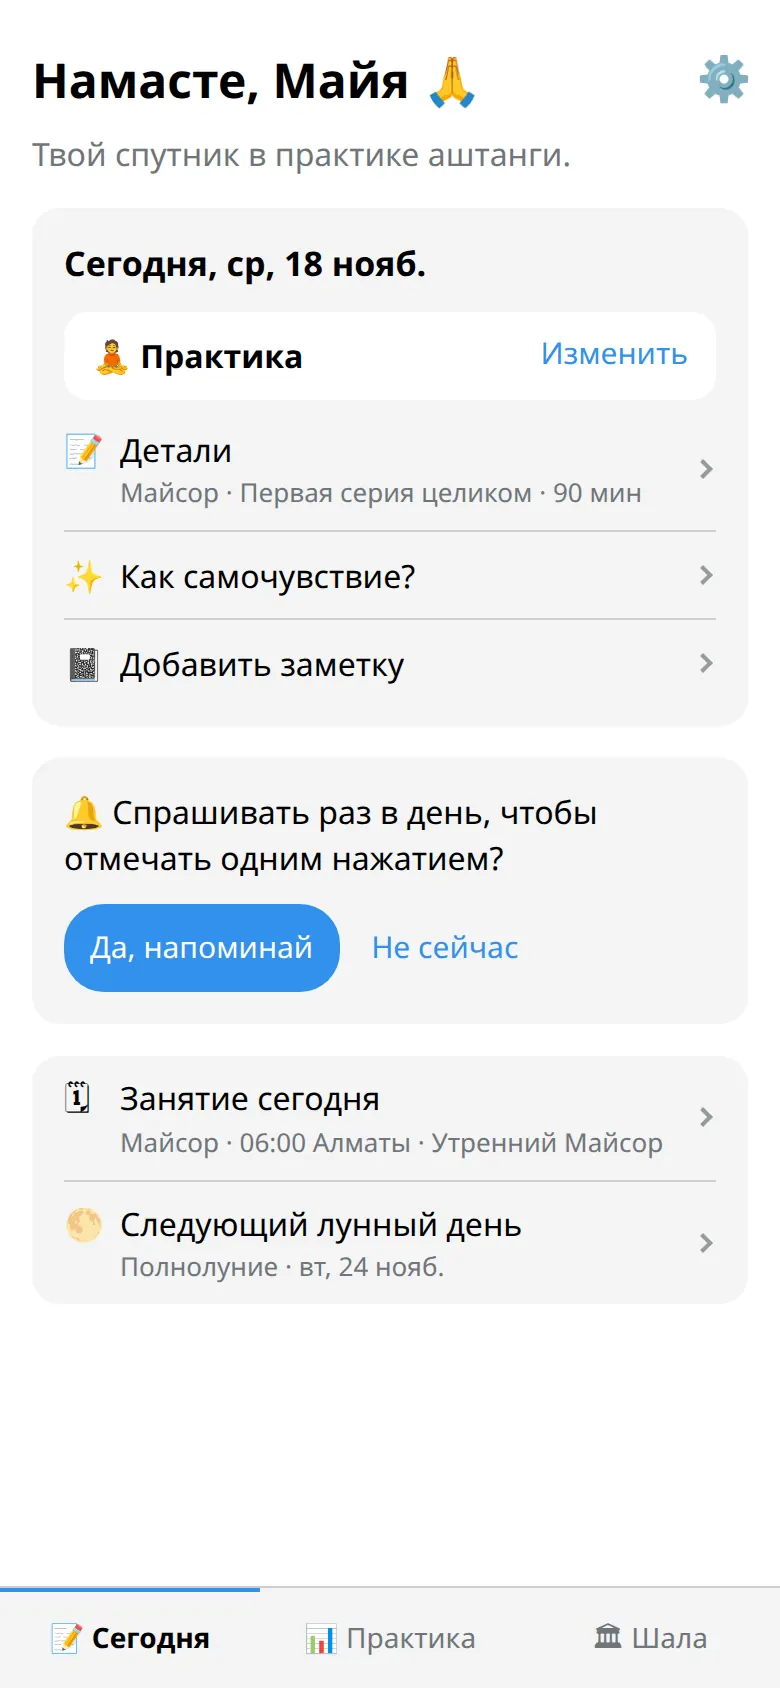 Намасте, Майя 🙏
Твой спутник в практике аштанги.
Сегодня, ср, 18 нояб.
🧘 Практика
Изменить
📝 Детали
Майсор · Первая серия целиком · 90 мин
✨ Как самочувствие?
📓 Добавить заметку
🔔 Спрашивать раз в день, чтобы
отмечать одним нажатием?
Да, напоминай
Не сейчас
🗓 Занятие сегодня
Майсор · 06:00 Алматы · Утренний Майсор
🌕 Следующий лунный день
Полнолуние · вт, 24 нояб.
📝 Сегодня
📊 Практика
🏛 Шала